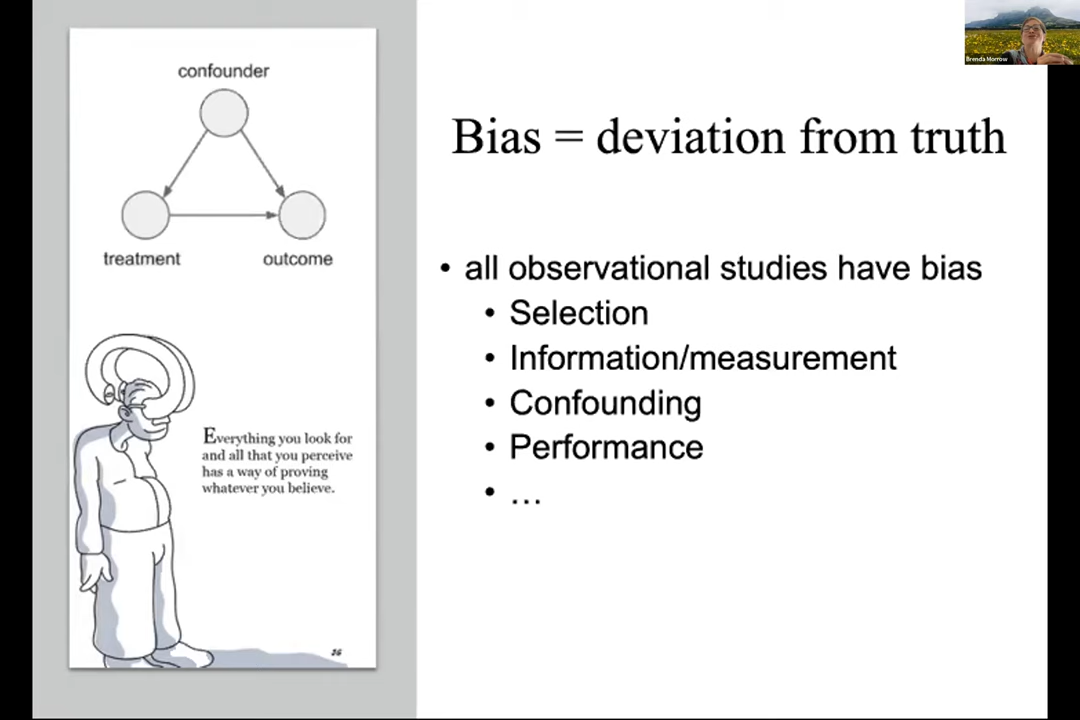 confounder
treatment
outcome
Everything you look for
and all that you perceive
has a way of proving
whatever you believe.
36
Brenda Morrow
Bias = deviation from truth
• all observational studies have bias
• Selection
• Information/measurement
• Confounding
• Performance
• …